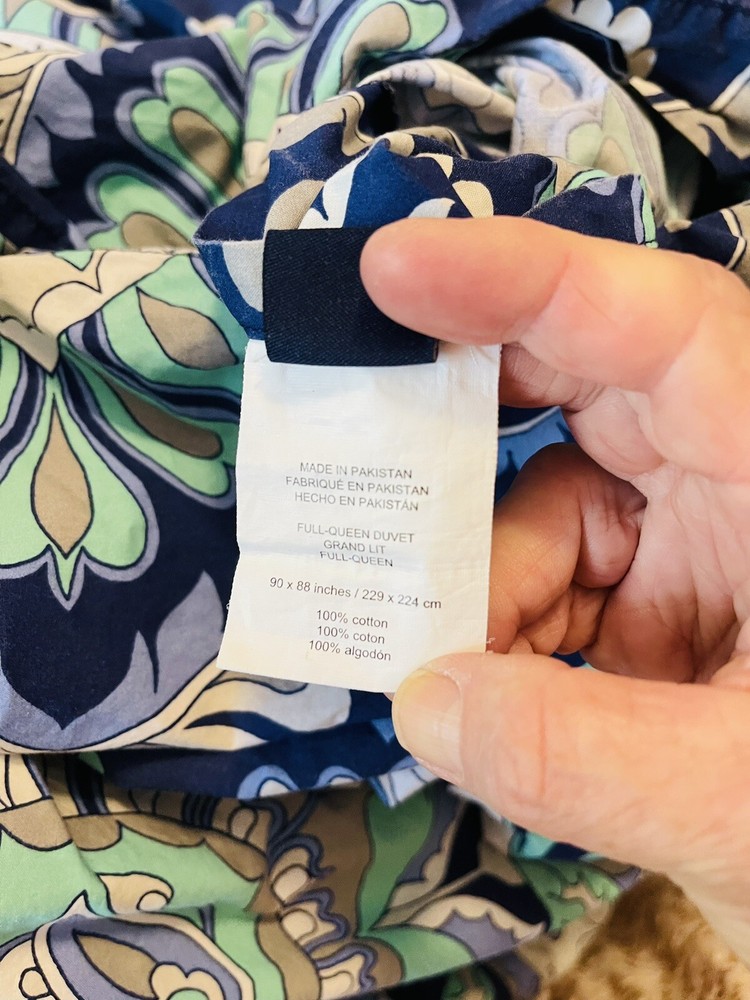 MADE IN PAKISTAN
FABRIQUÉ EN PAKISTAN
HECHO EN PAKISTÁN
FULL-QUEEN DUVET
GRAND LIT
FULL-QUEEN
90 x 88 inches / 229 x 224 cm
100% cotton
100% coton
100% algodón